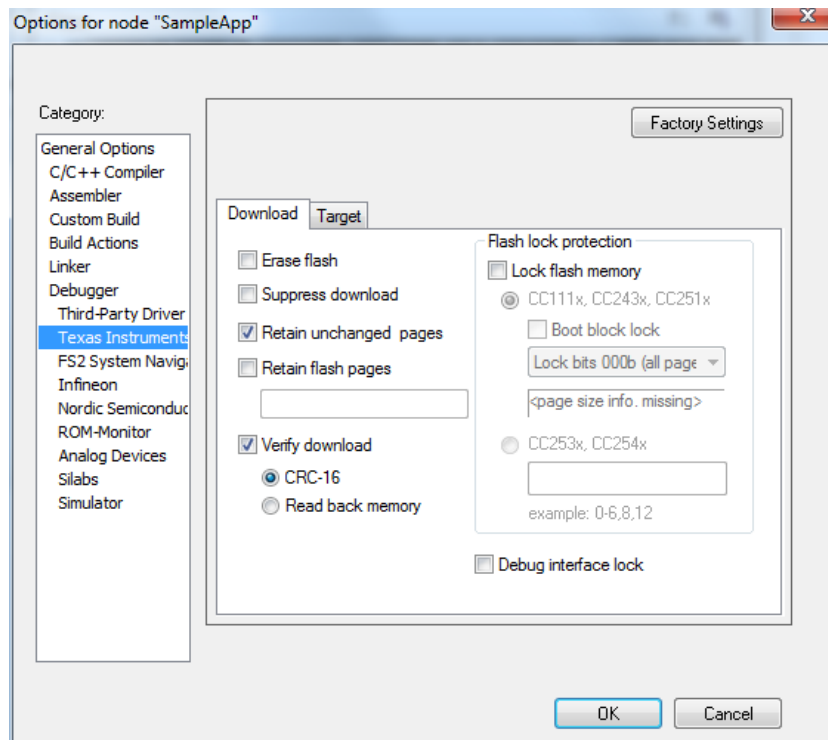 Options for node "SampleApp"
Category:
General Options
C/C++ Compiler
Assembler
Custom Build
Build Actions
Linker
Debugger
Third-Party Driver
Texas Instruments
FS2 System Navig
Infineon
Nordic Semiconduc
ROM-Monitor
Analog Devices
Silabs
Simulator
Factory Settings
Download
Target
Erase flash
Suppress download
Retain unchanged pages
Retain flash pages
Verify download
CRC-16
Read back memory
Flash lock protection
Lock flash memory
CC111x, CC243x, CC251x
Boot block lock
Lock bits 000b (all page
<page size info. missing>
CC253x, CC254x
example: 0-6,8,12
Debug interface lock
OK
Cancel